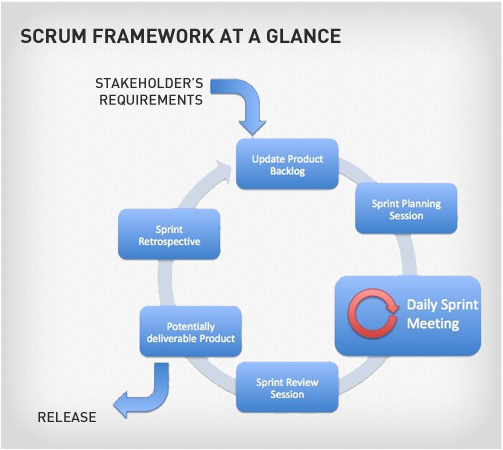 SCRUM FRAMEWORK AT A GLANCE
STAKEHOLDER'S
REQUIREMENTS
Update Product
Backlog
Sprint Planning
Session
Daily Sprint
Meeting
Sprint Review
Session
Potentially
deliverable Product
Sprint
Retrospective
RELEASE